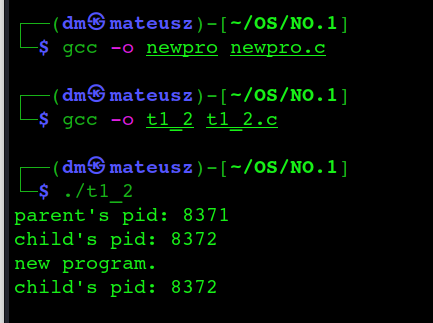 ┌──(dm㉿mateusz)-[~/OS/NO.1]
└─$ gcc -o newpro newpro.c
┌──(dm㉿mateusz)-[~/OS/NO.1]
└─$ gcc -o t1_2 t1_2.c
┌──(dm㉿mateusz)-[~/OS/NO.1]
└─$ ./t1_2
parent's pid: 8371
child's pid: 8372
new program.
child's pid: 8372